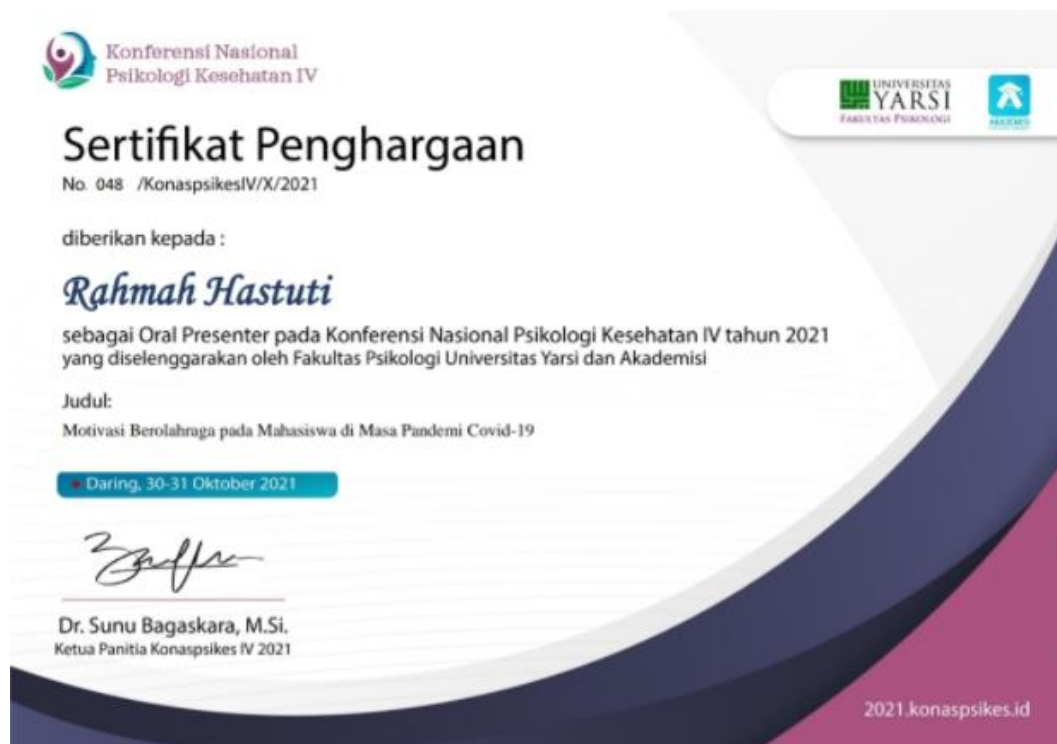 Konferensi Nasional
Psikologi Kesehatan IV
UNIVERSITAS
YARSI
FAKULTAS PSIKOLOGI
Sertifikat Penghargaan
No. 048 /KonaspsikesIV/X/2021
diberikan kepada :
Rahmah Hastuti
sebagai Oral Presenter pada Konferensi Nasional Psikologi Kesehatan IV tahun 2021
yang diselenggarakan oleh Fakultas Psikologi Universitas Yarsi dan Akademisi
Judul:
Motivasi Berolahraga pada Mahasiswa di Masa Pandemi Covid-19
Daring, 30-31 Oktober 2021
Dr. Sunu Bagaskara, M.Si.
Ketua Panitia Konaspsikes IV 2021
2021.konaspsikes.id